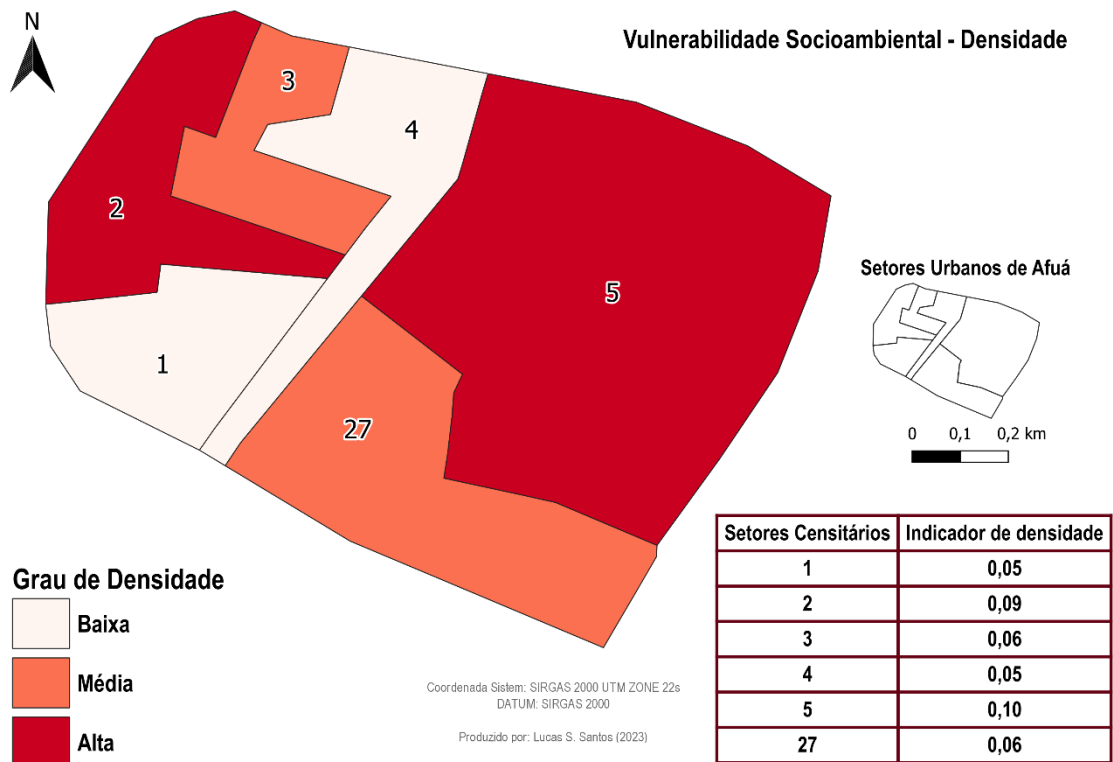 N
Vulnerabilidade Socioambiental - Densidade
3
4
2
5
1
27
Setores Urbanos de Afuá
0 0,1 0,2 km
Grau de Densidade
Baixa
Média
Alta
Coordenada Sistem: SIRGAS 2000 UTM ZONE 22s
DATUM: SIRGAS 2000
Produzido por: Lucas S. Santos (2023)
Setores Censitários Indicador de densidade
1 0,05
2 0,09
3 0,06
4 0,05
5 0,10
27 0,06